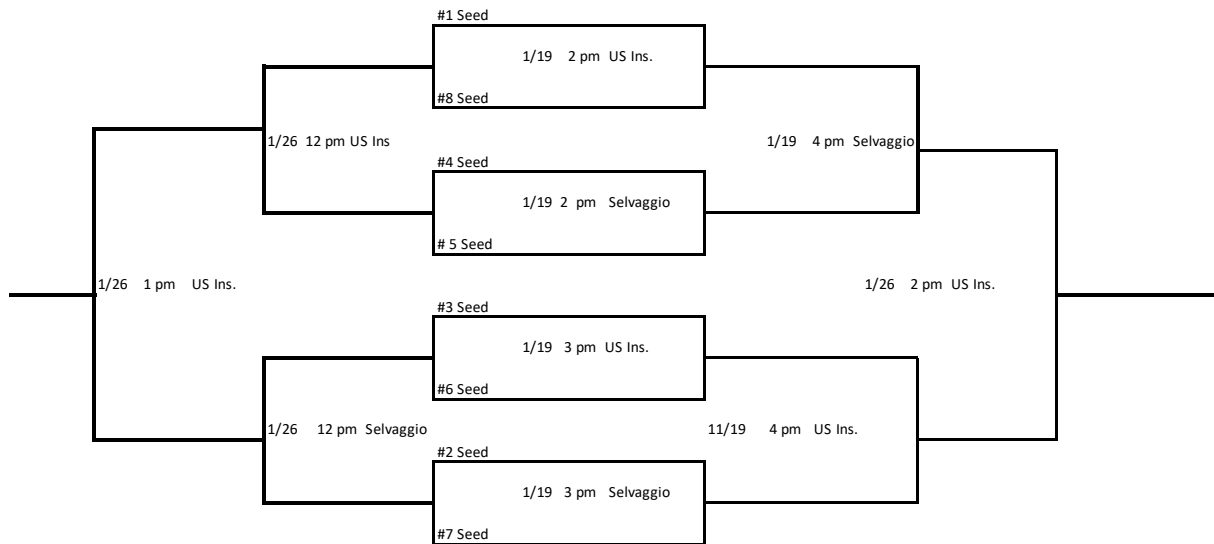 #1 Seed
1/19 2 pm US Ins.
#8 Seed
1/26 12 pm US Ins
1/19 4 pm Selvaggio
#4 Seed
1/19 2 pm Selvaggio
# 5 Seed
1/26 1 pm US Ins.
1/26 2 pm US Ins.
#3 Seed
1/19 3 pm US Ins.
#6 Seed
1/26 12 pm Selvaggio
11/19 4 pm US Ins.
#2 Seed
1/19 3 pm Selvaggio
#7 Seed